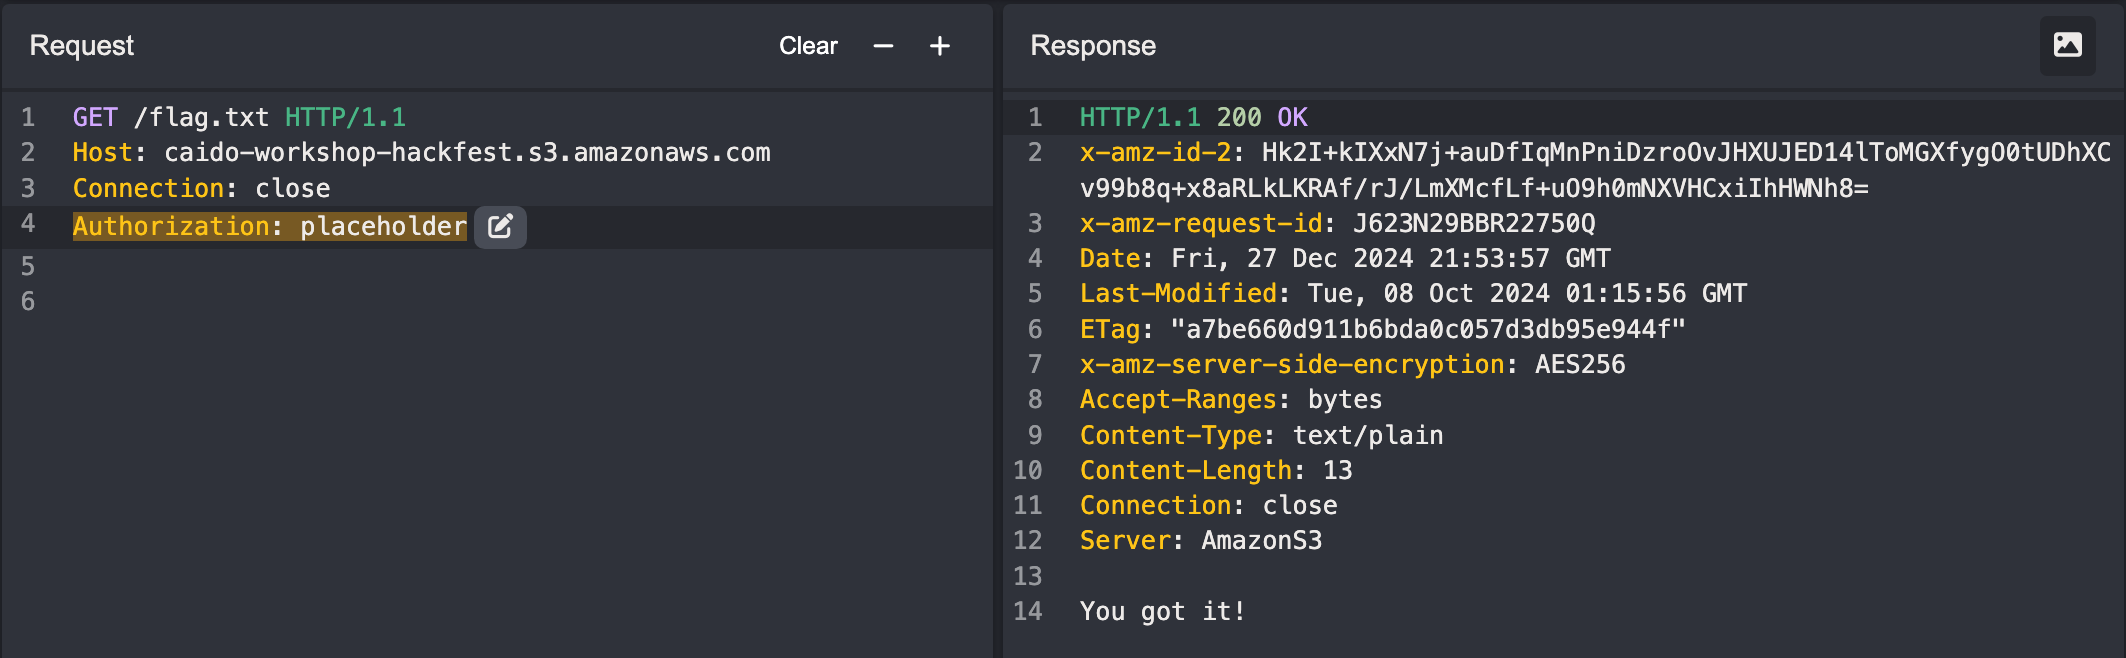 Request
Clear − +
1 GET /flag.txt HTTP/1.1
2 Host: caido-workshop-hackfest.s3.amazonaws.com
3 Connection: close
4 Authorization: placeholder
5
6
Response
1 HTTP/1.1 200 OK
2 x-amz-id-2: Hk2I+kIXxN7j+auDfIqMnPniDzroOvJHXUJED14lToMGXfygO0tUDhXC
v99b8q+x8aRLkLKRAf/rJ/LmXMcfLf+uO9h0mNXVHCxiIhHWNh8=
3 x-amz-request-id: J623N29BBR22750Q
4 Date: Fri, 27 Dec 2024 21:53:57 GMT
5 Last-Modified: Tue, 08 Oct 2024 01:15:56 GMT
6 ETag: "a7be660d911b6bda0c057d3db95e944f"
7 x-amz-server-side-encryption: AES256
8 Accept-Ranges: bytes
9 Content-Type: text/plain
10 Content-Length: 13
11 Connection: close
12 Server: AmazonS3
13
14 You got it!